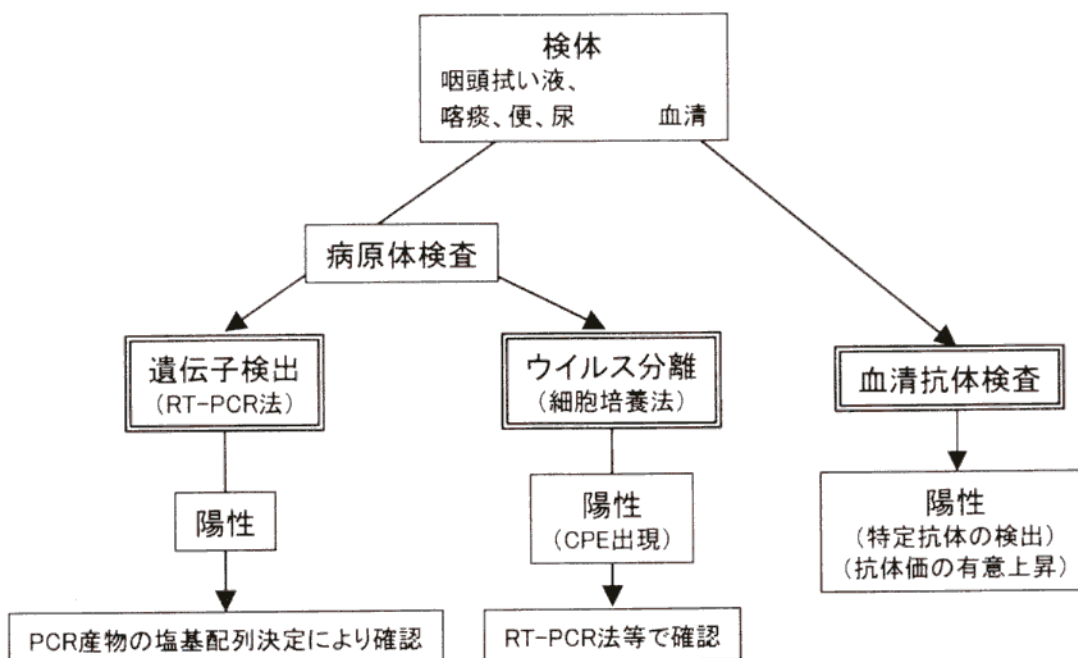 検体
咽頭拭い液、
喀痰、便、尿 血清
病原体検査
遺伝子検出
(RT-PCR法)
ウイルス分離
(細胞培養法)
血清抗体検査
陽性
陽性
(CPE出現)
陽性
(特定抗体の検出)
(抗体価の有意上昇)
PCR産物の塩基配列決定により確認
RT-PCR法等で確認